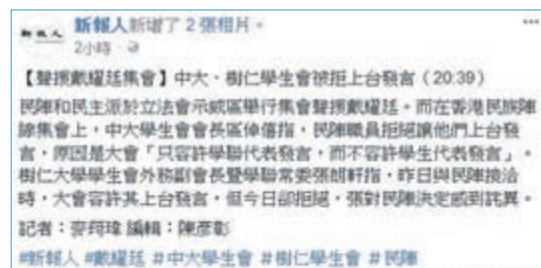 新報人新增了 2 張相片。
2小時 ·
【聲援戴耀廷集會】中大、樹仁學生會被拒上台發言（20:39）
民陣和民主派於立法會示威區舉行集會聲援戴耀廷。而在香港民族陣
線集會上，中大學生會會長區倬僖指，民陣職員拒絕讓他們上台發
言，原因是大會「只容許學聯代表發言，而不容許學生代表發言」。
樹仁大學學生會外務副會長暨學聯常委張朗軒指，昨日與民陣接洽
時，大會容許其上台發言，但今日卻拒絕，張對民陣決定感到詫異。
記者：麥蒨瑋 編輯：陳彥彰
#新報人 #戴耀廷 #中大學生會 #樹仁學生會 #民陣